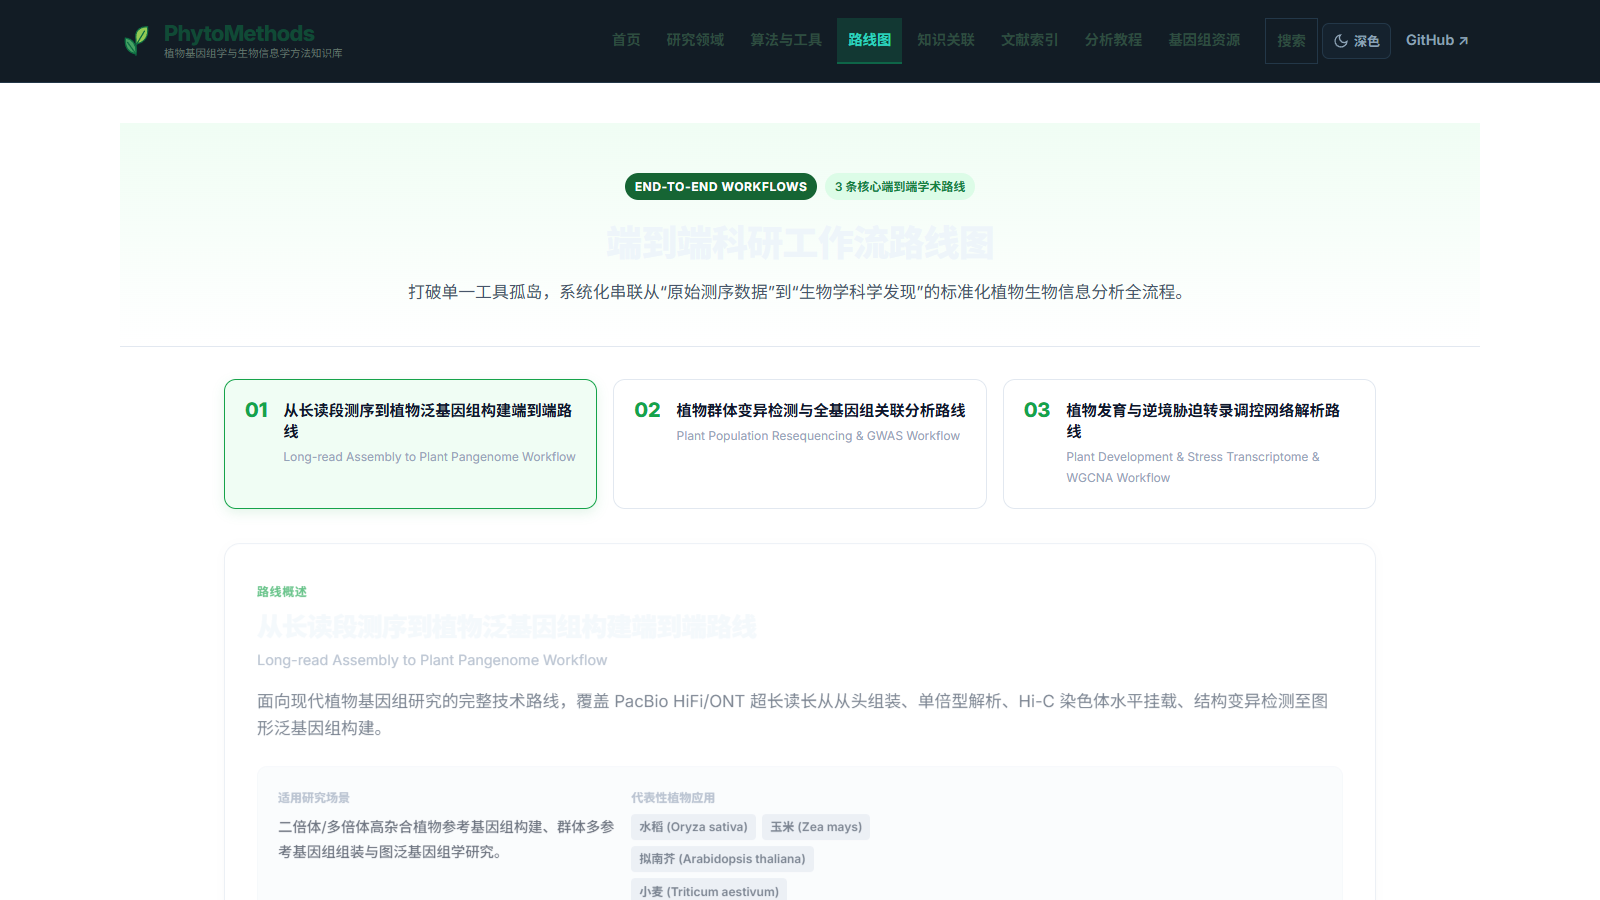 PhytoMethods
植物基因组学与生物信息学方法知识库
首页 研究领域 算法与工具 路线图 知识关联 文献索引 分析教程 基因组资源 搜索 深色 GitHub ↗
END-TO-END WORKFLOWS 3 条核心端到端学术路线
端到端科研工作流路线图
打破单一工具孤岛，系统化串联从“原始测序数据”到“生物学科学发现”的标准化植物生物信息分析全流程。
01 从长读段测序到植物泛基因组构建端到端路
线
Long-read Assembly to Plant Pangenome Workflow
02 植物群体变异检测与全基因组关联分析路线
Plant Population Resequencing & GWAS Workflow
03 植物发育与逆境胁迫转录调控网络解析路
线
Plant Development & Stress Transcriptome &
WGCNA Workflow
路线概述
从长读段测序到植物泛基因组构建端到端路线
Long-read Assembly to Plant Pangenome Workflow
面向现代植物基因组研究的完整技术路线，覆盖 PacBio HiFi/ONT 超长读长从从头组装、单倍型解析、Hi-C 染色体水平挂载、结构变异检测至图
形泛基因组构建。
适用研究场景
二倍体/多倍体高杂合植物参考基因组构建、群体多参
考基因组组装与图泛基因组学研究。
代表性植物应用
水稻 (Oryza sativa) 玉米 (Zea mays)
拟南芥 (Arabidopsis thaliana)
小麦 (Triticum aestivum)